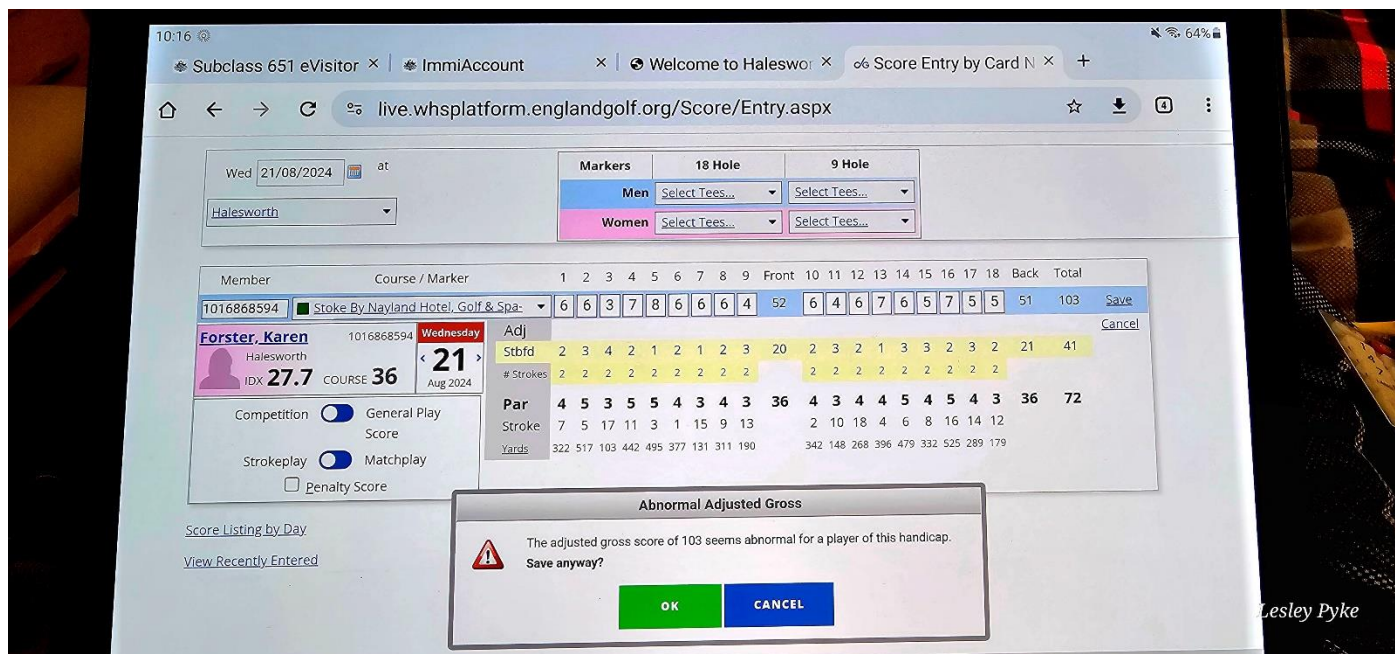 10:16 64%
Subclass 651 eVisitor × ImmiAccount × Welcome to Haleswor × Score Entry by Card N × +
live.whsplatform.englandgolf.org/Score/Entry.aspx 4
Markers 18 Hole 9 Hole
Wed 21/08/2024 at
Men Select Tees... Select Tees...
Halesworth
Women Select Tees... Select Tees...
Member Course / Marker 1 2 3 4 5 6 7 8 9 Front 10 11 12 13 14 15 16 17 18 Back Total
1016868594 Stoke By Nayland Hotel, Golf & Spa- 6 6 3 7 8 6 6 6 4 52 6 4 6 7 6 5 7 5 5 51 103 Save
Cancel
Forster, Karen 1016868594 Wednesday Adj
Halesworth 21 Stbfd 2 3 4 2 1 2 1 2 3 20 2 3 2 1 3 3 2 3 2 21 41
IDX 27.7 COURSE 36 Aug 2024 # Strokes 2 2 2 2 2 2 2 2 2 2 2 2 2 2 2 2 2 2
Par 4 5 3 5 5 4 3 4 3 36 4 3 4 4 5 4 5 4 3 36 72
Competition General Play Score
Stroke 7 5 17 11 3 1 15 9 13 2 10 18 4 6 8 16 14 12
Yards 322 517 103 442 495 377 131 311 190 342 148 268 396 479 332 525 289 179
Strokeplay Matchplay
Penalty Score
Abnormal Adjusted Gross
Score Listing by Day
The adjusted gross score of 103 seems abnormal for a player of this handicap.
Save anyway?
View Recently Entered
OK CANCEL
Lesley Pyke